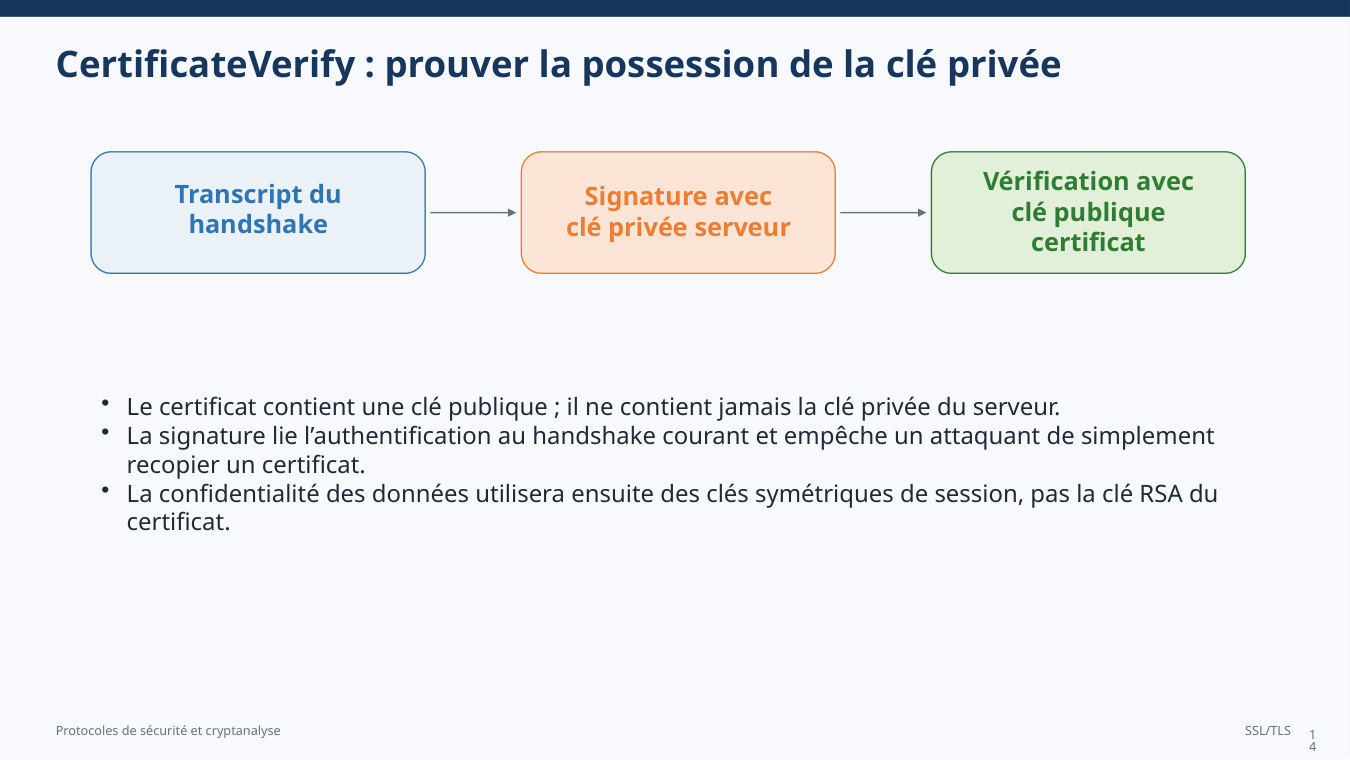 CertificateVerify : prouver la possession de la clé privée
Transcript du
handshake
Signature avec
clé privée serveur
Vérification avec
clé publique
certificat
• Le certificat contient une clé publique ; il ne contient jamais la clé privée du serveur.
• La signature lie l’authentification au handshake courant et empêche un attaquant de simplement
recopier un certificat.
• La confidentialité des données utilisera ensuite des clés symétriques de session, pas la clé RSA du
certificat.
Protocoles de sécurité et cryptanalyse
SSL/TLS
1
4